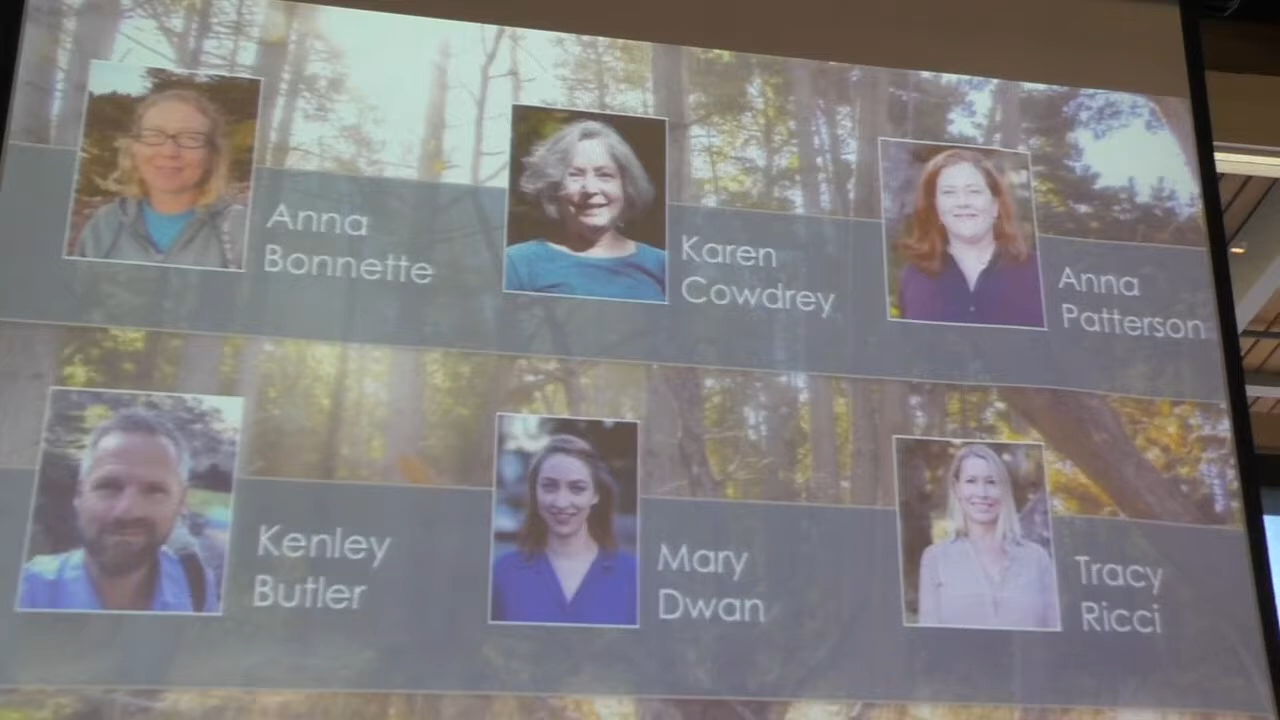 Anna
Bonnette
Karen
Cowdrey
Anna
Patterson
Kenley
Butler
Mary
Dwan
Tracy
Ricci